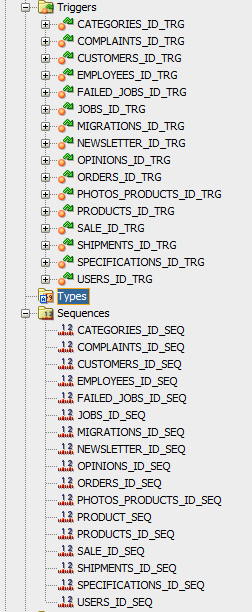 Triggers
CATEGORIES_ID_TRG
COMPLAINTS_ID_TRG
CUSTOMERS_ID_TRG
EMPLOYEES_ID_TRG
FAILED_JOBS_ID_TRG
JOBS_ID_TRG
MIGRATIONS_ID_TRG
NEWSLETTER_ID_TRG
OPINIONS_ID_TRG
ORDERS_ID_TRG
PHOTOS_PRODUCTS_ID_TRG
PRODUCTS_ID_TRG
SALE_ID_TRG
SHIPMENTS_ID_TRG
SPECIFICATIONS_ID_TRG
USERS_ID_TRG
Types
Sequences
CATEGORIES_ID_SEQ
COMPLAINTS_ID_SEQ
CUSTOMERS_ID_SEQ
EMPLOYEES_ID_SEQ
FAILED_JOBS_ID_SEQ
JOBS_ID_SEQ
MIGRATIONS_ID_SEQ
NEWSLETTER_ID_SEQ
OPINIONS_ID_SEQ
ORDERS_ID_SEQ
PHOTOS_PRODUCTS_ID_SEQ
PRODUCT_SEQ
PRODUCTS_ID_SEQ
SALE_ID_SEQ
SHIPMENTS_ID_SEQ
SPECIFICATIONS_ID_SEQ
USERS_ID_SEQ